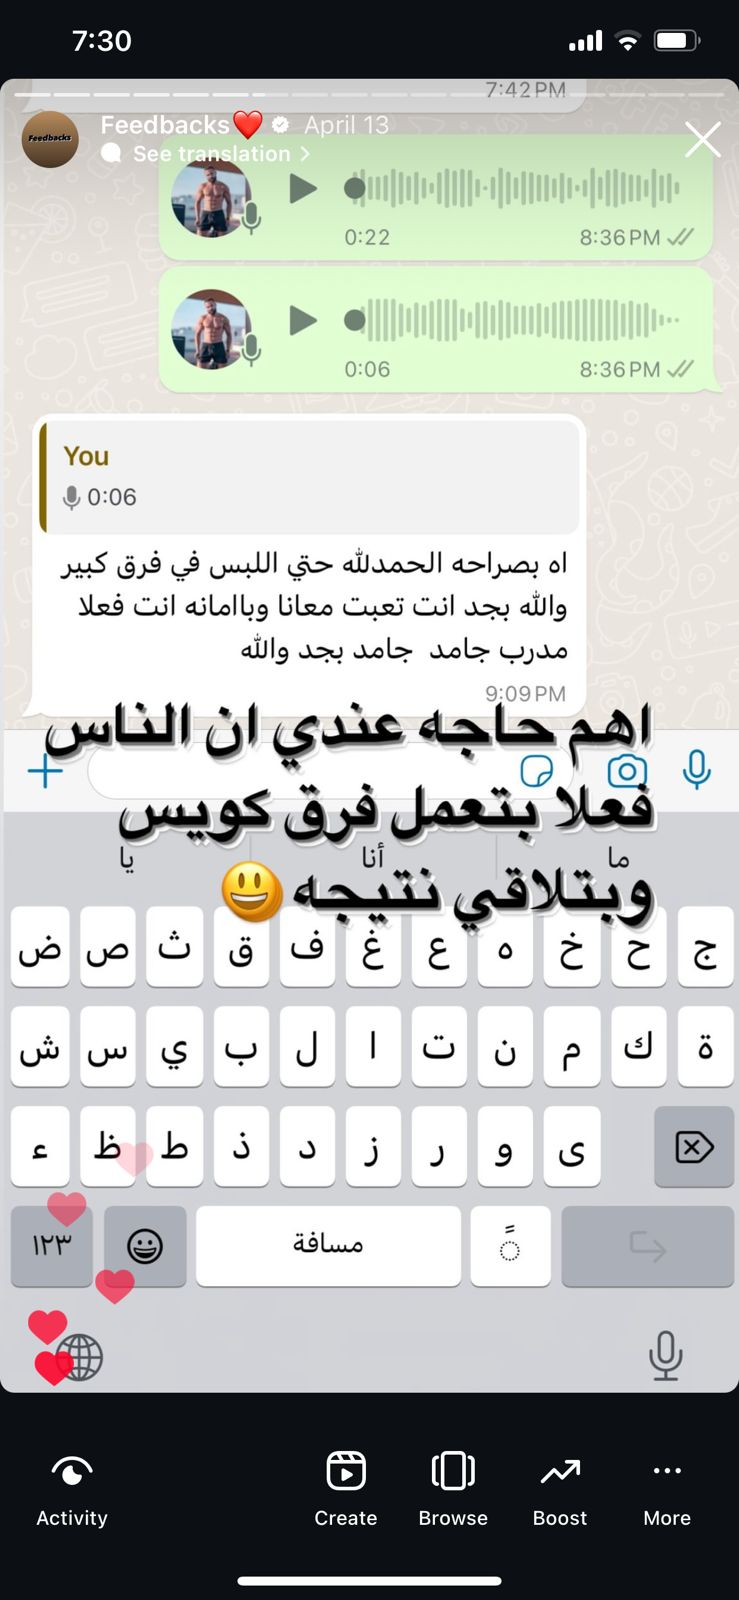 7:30
7:42 PM
Feedbacks
Feedbacks❤️ April 13
See translation >
0:22 8:36 PM
0:06 8:36 PM
You
0:06
اه بصراحه الحمدلله حتي اللبس في فرق كبير
والله بجد انت تعبت معانا وباامانه انت فعلا
مدرب جامد جامد بجد والله
9:09 PM
اهم حاجه عندي ان الناس
فعلا بتعمل فرق كويس
وبتلاقي نتيجه😃
يا أنا ما
ض ص ث ق ف غ ع ه خ ح ج
ش س ي ب ل ا ت ن م ك ة
ء ظ ط ذ د ز ر و ى
١٢٣ مسافة
Activity Create Browse Boost More